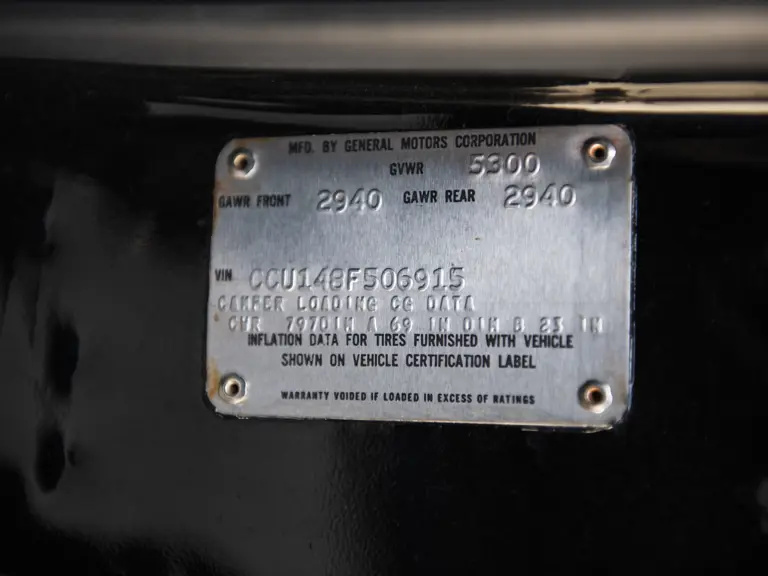 MFD. BY GENERAL MOTORS CORPORATION
GVWR 5300
GAWR FRONT 2940 GAWR REAR 2940
VIN CCU148F506915
CAMPER LOADING CG DATA
CWR 797DIM A 69 IN DIM B 23 IN
INFLATION DATA FOR TIRES FURNISHED WITH VEHICLE
SHOWN ON VEHICLE CERTIFICATION LABEL
WARRANTY VOIDED IF LOADED IN EXCESS OF RATINGS